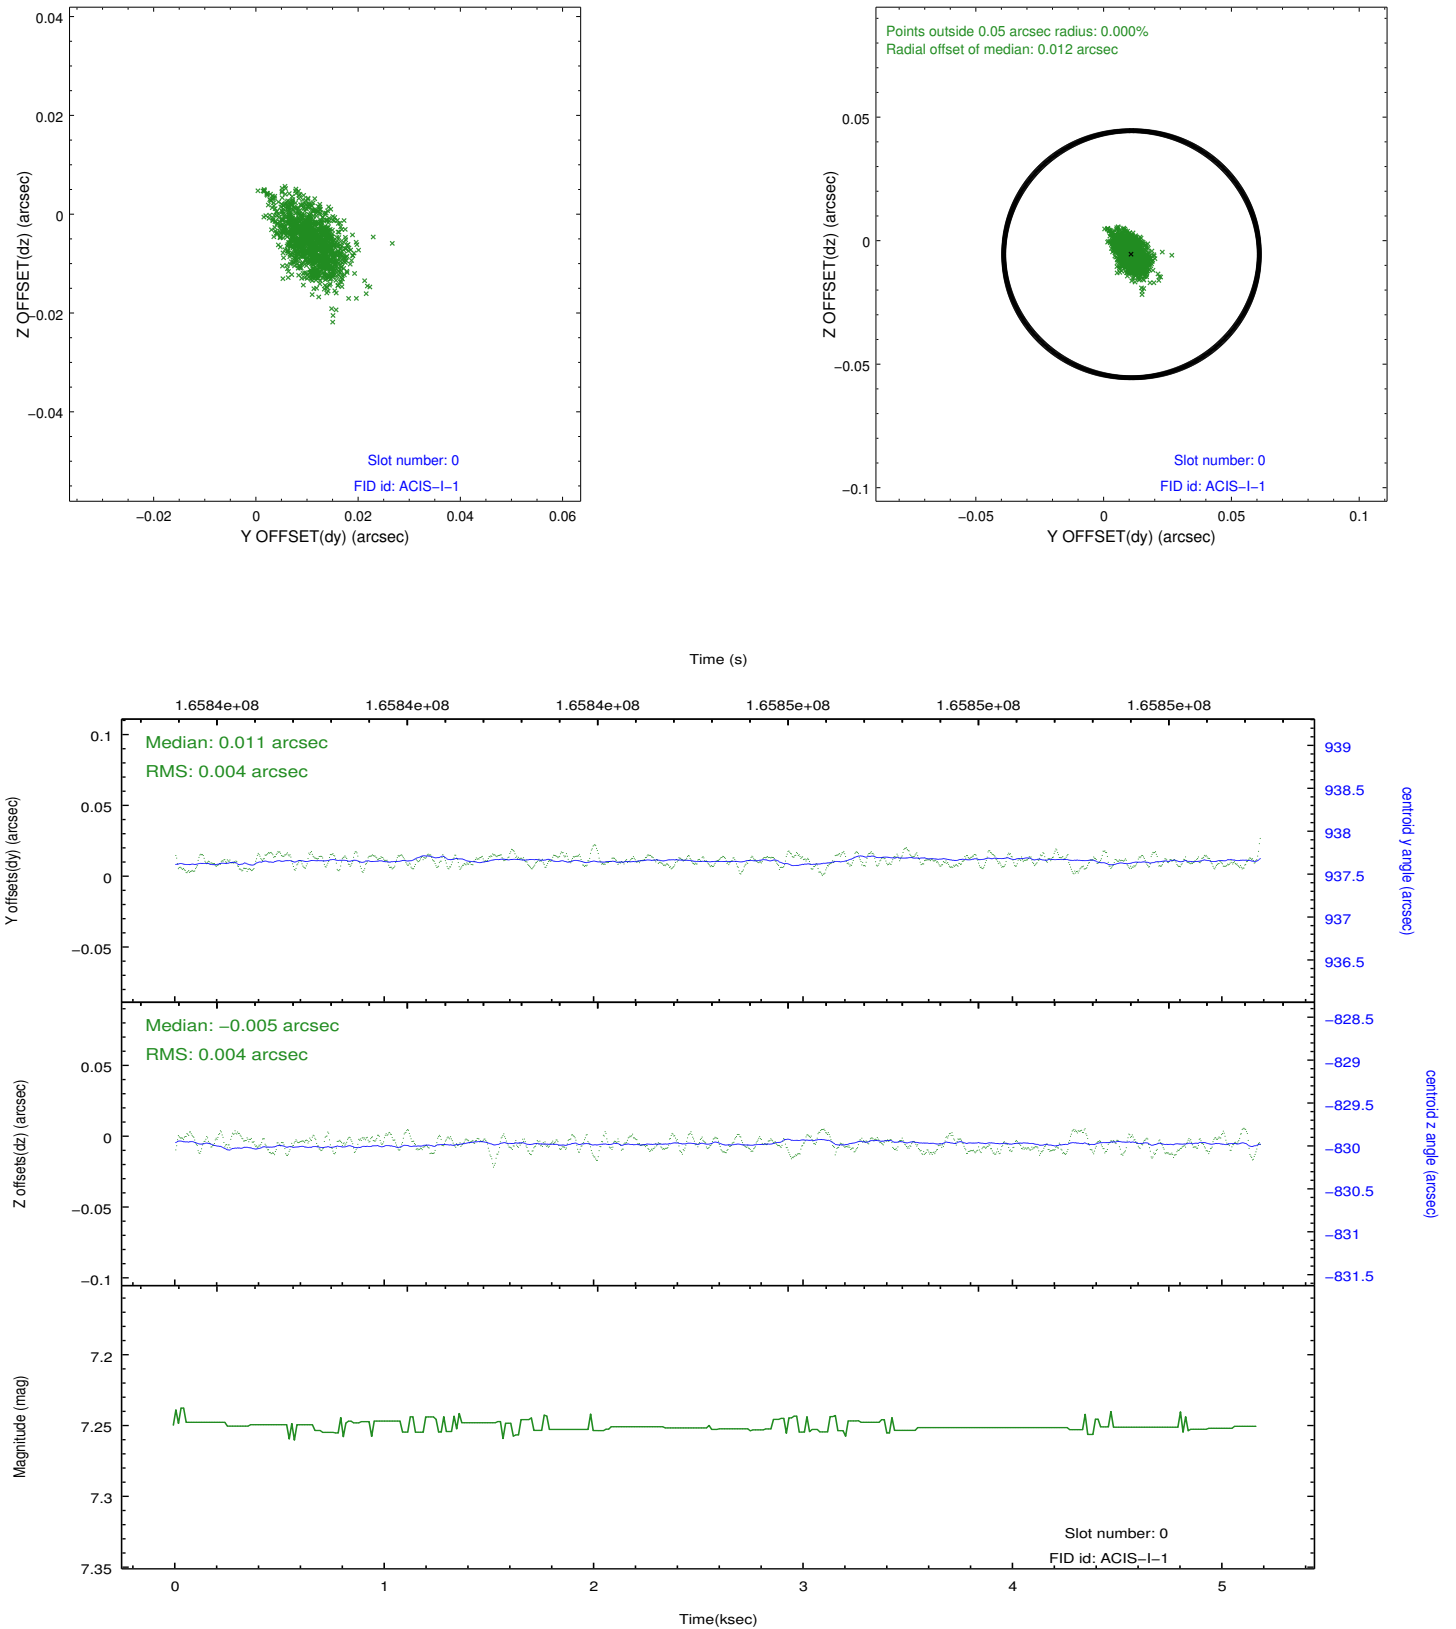 0.04
0.02
0
−0.02
−0.04
Z OFFSET(dz) (arcsec)
Slot number: 0
FID id: ACIS−I−1
−0.02 0 0.02 0.04 0.06
Y OFFSET(dy) (arcsec)
Points outside 0.05 arcsec radius: 0.000%
Radial offset of median: 0.012 arcsec
0.05
0
−0.05
−0.1
Z OFFSET(dz) (arcsec)
Slot number: 0
FID id: ACIS−I−1
−0.05 0 0.05 0.1
Y OFFSET(dy) (arcsec)
Time (s)
1.6584e+08 1.6584e+08 1.6584e+08 1.6585e+08 1.6585e+08 1.6585e+08
Median: 0.011 arcsec
RMS: 0.004 arcsec
0.1
0.05
0
−0.05
Y offsets(dy) (arcsec)
939
938.5
938
937.5
937
936.5
centroid y angle (arcsec)
Median: −0.005 arcsec
RMS: 0.004 arcsec
0.05
0
−0.05
−0.1
Z offsets(dz) (arcsec)
−828.5
−829
−829.5
−830
−830.5
−831
−831.5
centroid z angle (arcsec)
7.2
7.25
7.3
7.35
Magnitude (mag)
Slot number: 0
FID id: ACIS−I−1
0 1 2 3 4 5
Time(ksec)